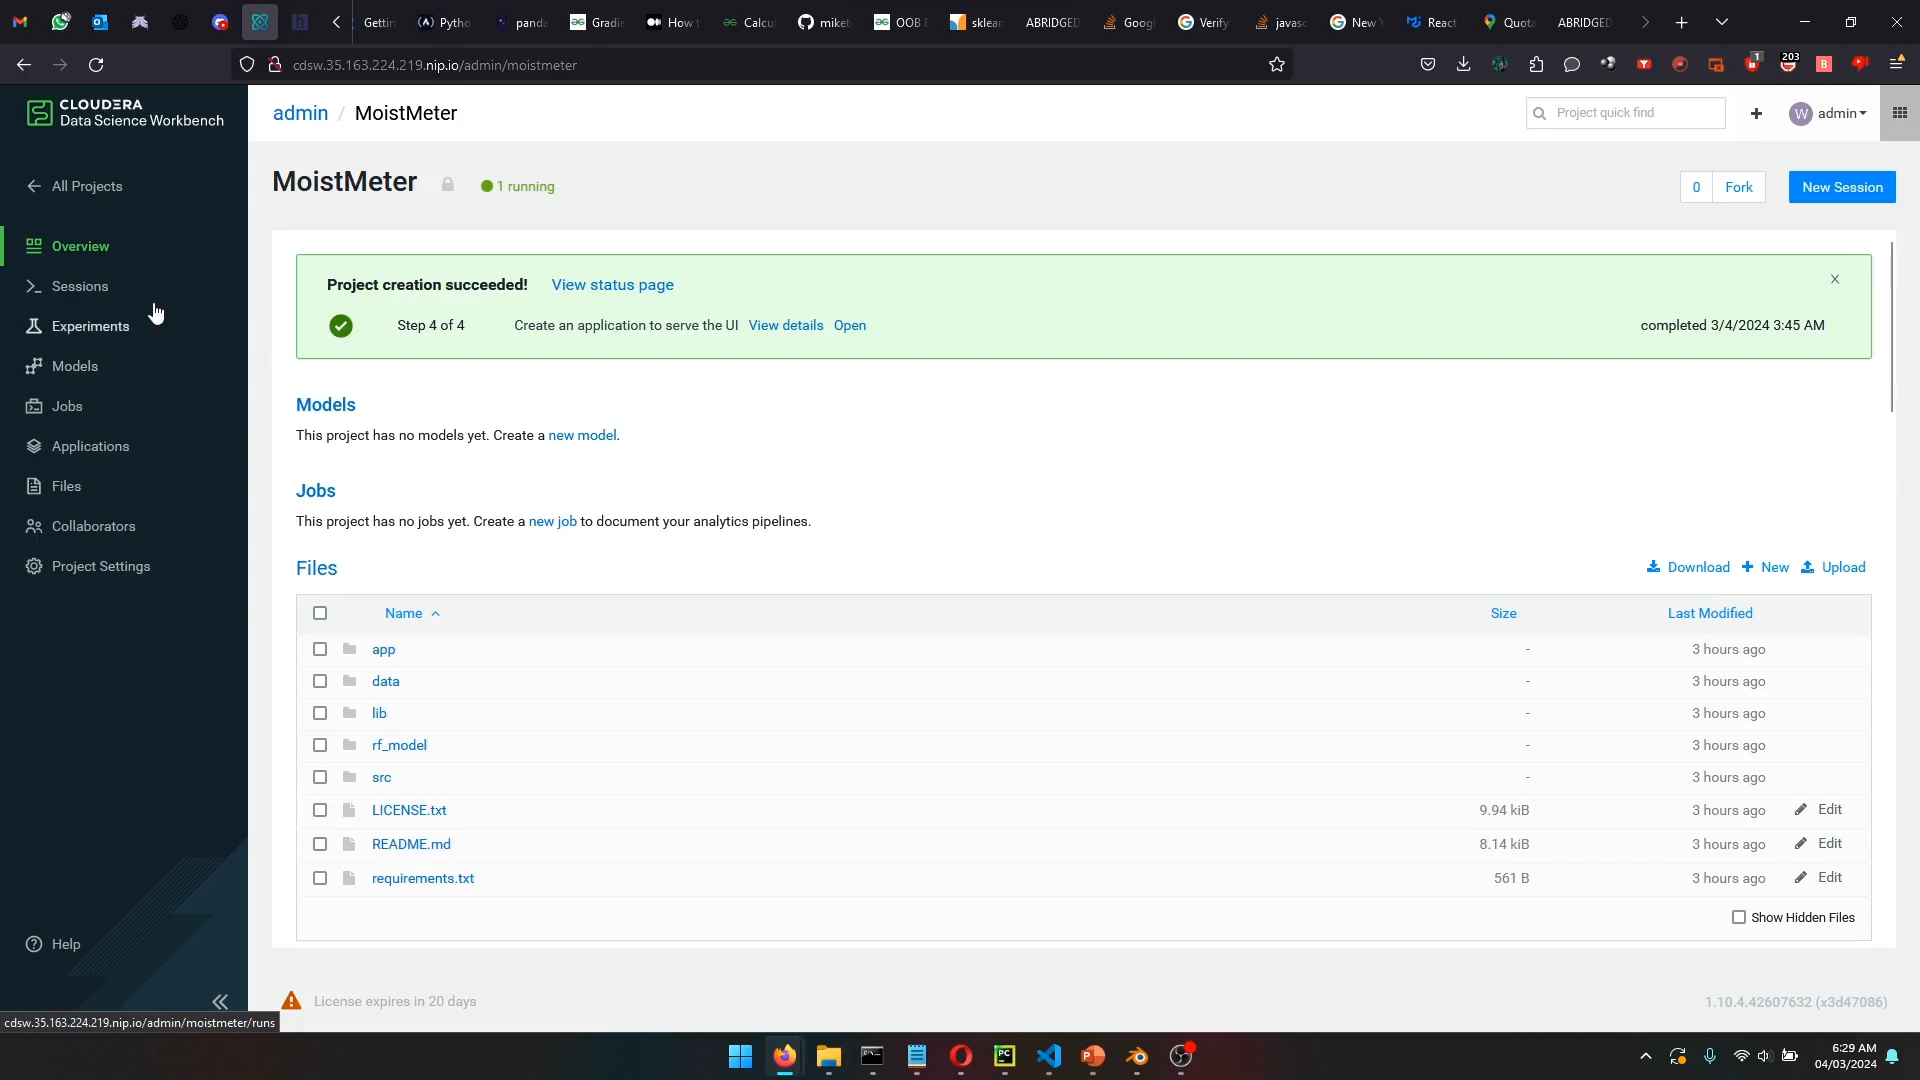 Gettin
Pytho
panda
Gradie
How t
Calcul
miket
OOB E
sklear
ABRIDGED
Googl
Verify
javasc
New Y
React
Quota
ABRIDGED
cdsw.35.163.224.219.nip.io/admin/moistmeter
1
203
CLOUDERA
Data Science Workbench
admin / MoistMeter
Project quick find
W admin
All Projects
Overview
Sessions
Experiments
Models
Jobs
Applications
Files
Collaborators
Project Settings
Help
MoistMeter
1 running
0 Fork
New Session
Project creation succeeded! View status page
Step 4 of 4 Create an application to serve the UI View details Open completed 3/4/2024 3:45 AM
Models
This project has no models yet. Create a new model.
Jobs
This project has no jobs yet. Create a new job to document your analytics pipelines.
Files
Download New Upload
Name Size Last Modified
app - 3 hours ago
data - 3 hours ago
lib - 3 hours ago
rf_model - 3 hours ago
src - 3 hours ago
LICENSE.txt 9.94 kiB 3 hours ago Edit
README.md 8.14 kiB 3 hours ago Edit
requirements.txt 561 B 3 hours ago Edit
Show Hidden Files
License expires in 20 days
1.10.4.42607632 (x3d47086)
cdsw.35.163.224.219.nip.io/admin/moistmeter/runs
6:29 AM
04/03/2024